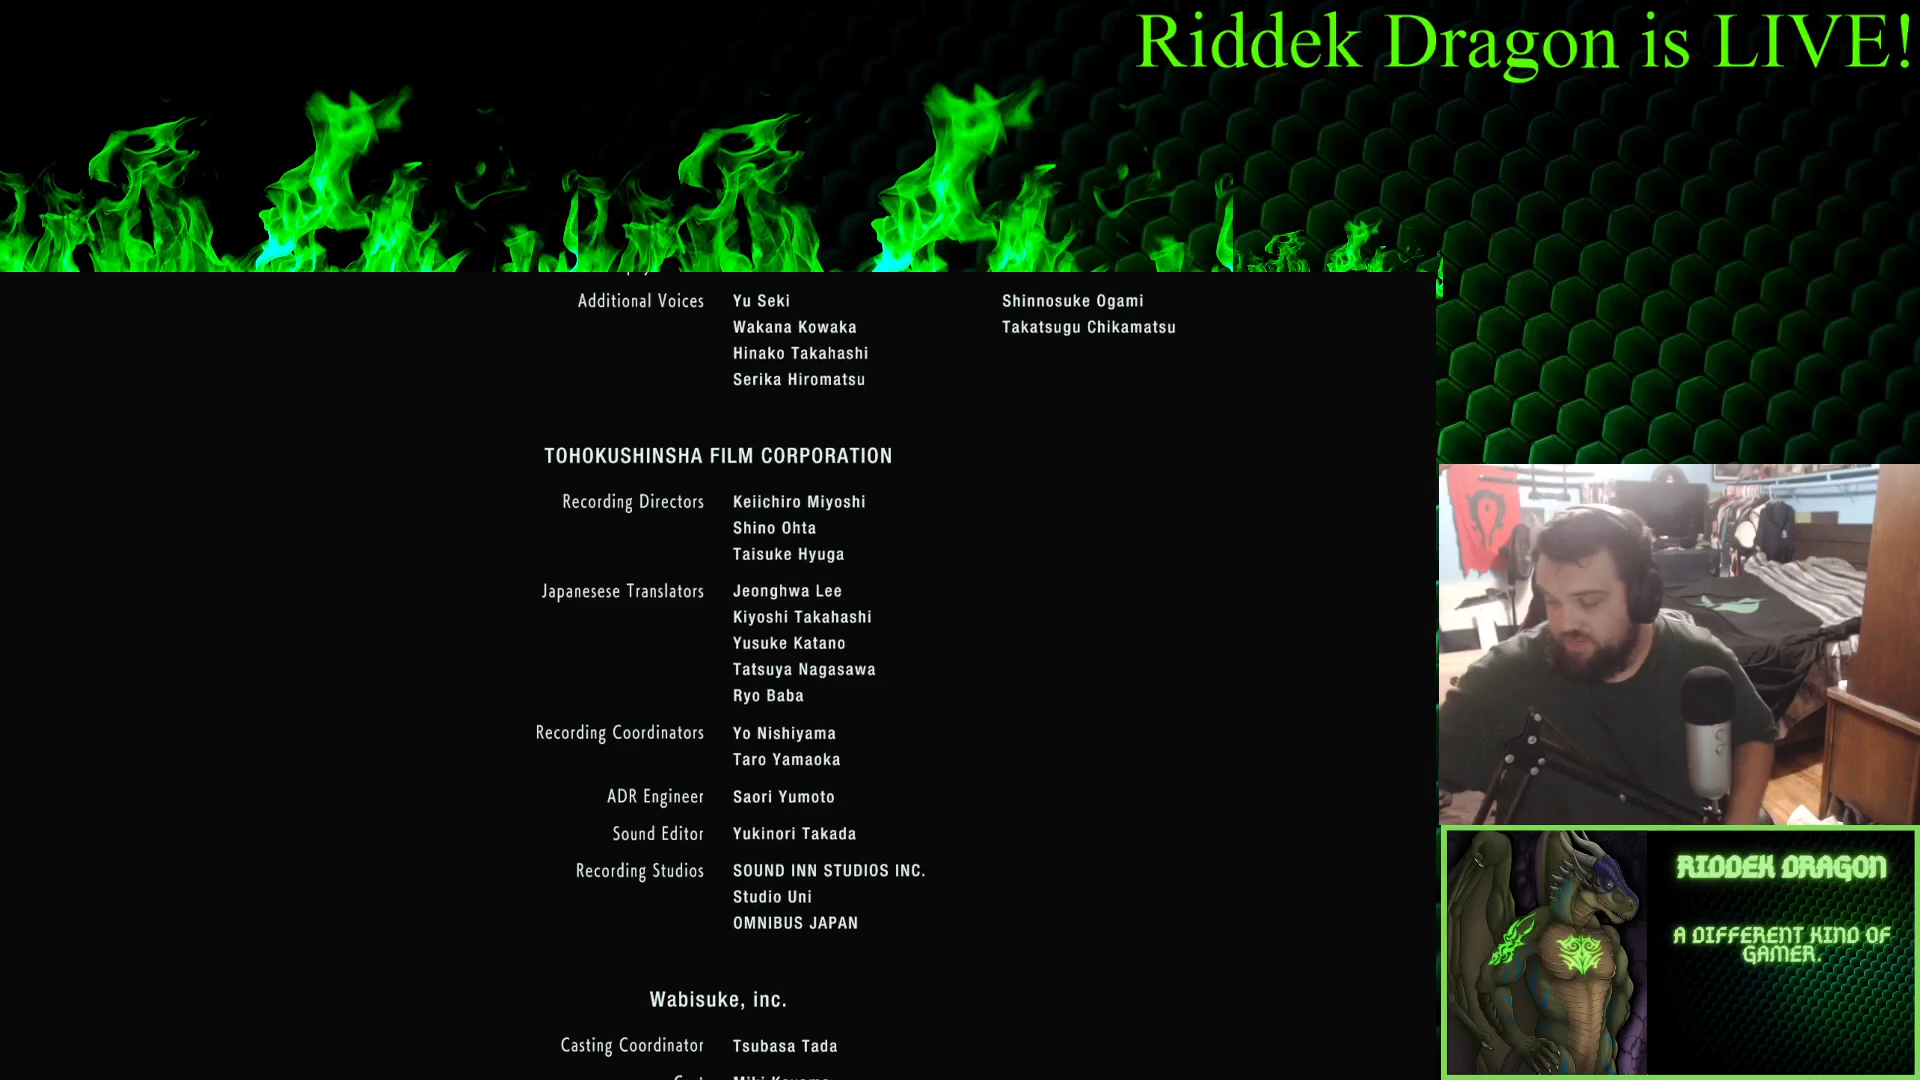 Riddek Dragon is LIVE!
Additional Voices Yu Seki Shinnosuke Ogami
Wakana Kowaka Takatsugu Chikamatsu
Hinako Takahashi
Serika Hiromatsu
TOHOKUSHINSHA FILM CORPORATION
Recording Directors Keiichiro Miyoshi
Shino Ohta
Taisuke Hyuga
Japanesese Translators Jeonghwa Lee
Kiyoshi Takahashi
Yusuke Katano
Tatsuya Nagasawa
Ryo Baba
Recording Coordinators Yo Nishiyama
Taro Yamaoka
ADR Engineer Saori Yumoto
Sound Editor Yukinori Takada
Recording Studios SOUND INN STUDIOS INC.
Studio Uni
OMNIBUS JAPAN
Wabisuke, inc.
Casting Coordinator Tsubasa Tada
RIDDEK DRAGON
A DIFFERENT KIND OF
GAMER.